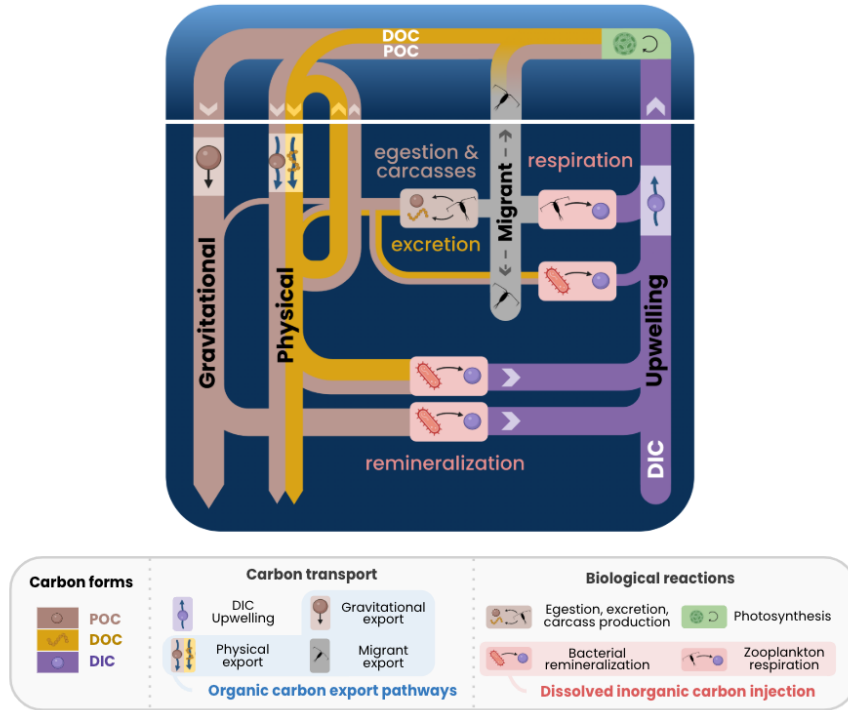 DOC
POC
egestion &
carcasses
respiration
excretion
Migrant
Gravitational
Physical
Upwelling
DIC
remineralization
Carbon forms
POC
DOC
DIC
Carbon transport
DIC
Upwelling
Gravitational
export
Physical
export
Migrant
export
Organic carbon export pathways
Biological reactions
Egestion, excretion,
carcass production
Photosynthesis
Bacterial
remineralization
Zooplankton
respiration
Dissolved inorganic carbon injection